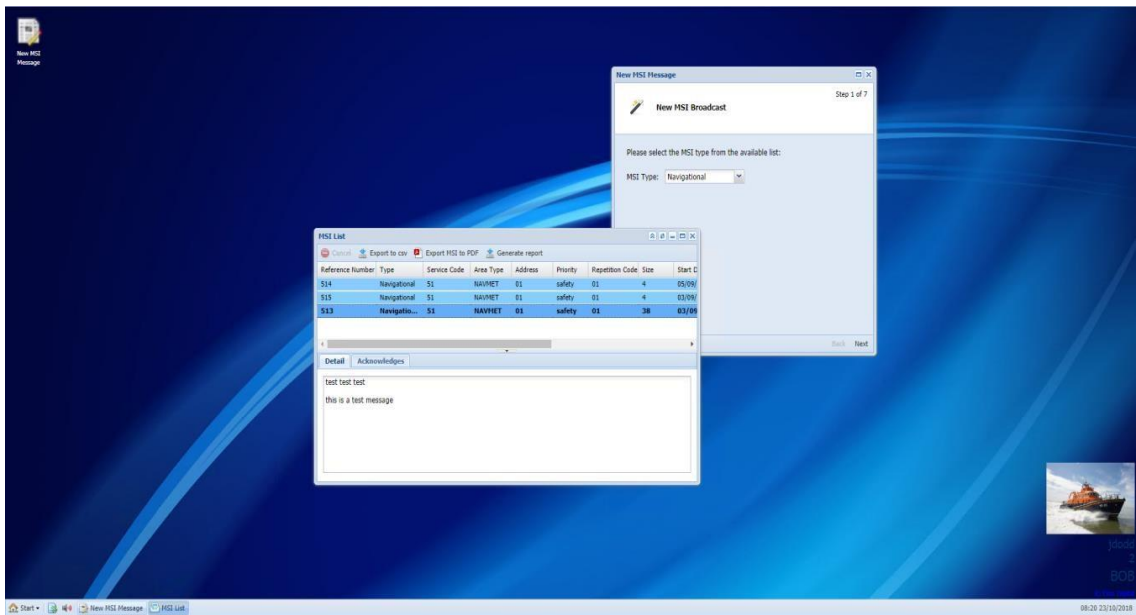 New MSI
Message
New MSI Message
Step 1 of 7
New MSI Broadcast
Please select the MSI type from the available list:
MSI Type: Navigational
Back Next
MSI List
Cancel Export to csv Export MSI to PDF Generate report
Reference Number Type Service Code Area Type Address Priority Repetition Code Size Start D
514 Navigational 51 NAVMET 01 safety 01 4 05/09/
515 Navigational 51 NAVMET 01 safety 01 4 03/09/
513 Navigatio... 51 NAVMET 01 safety 01 38 03/09
Detail Acknowledges
test test test
this is a test message
jdodd
2
BOB
Start New MSI Message MSI List 08:20 23/10/2018